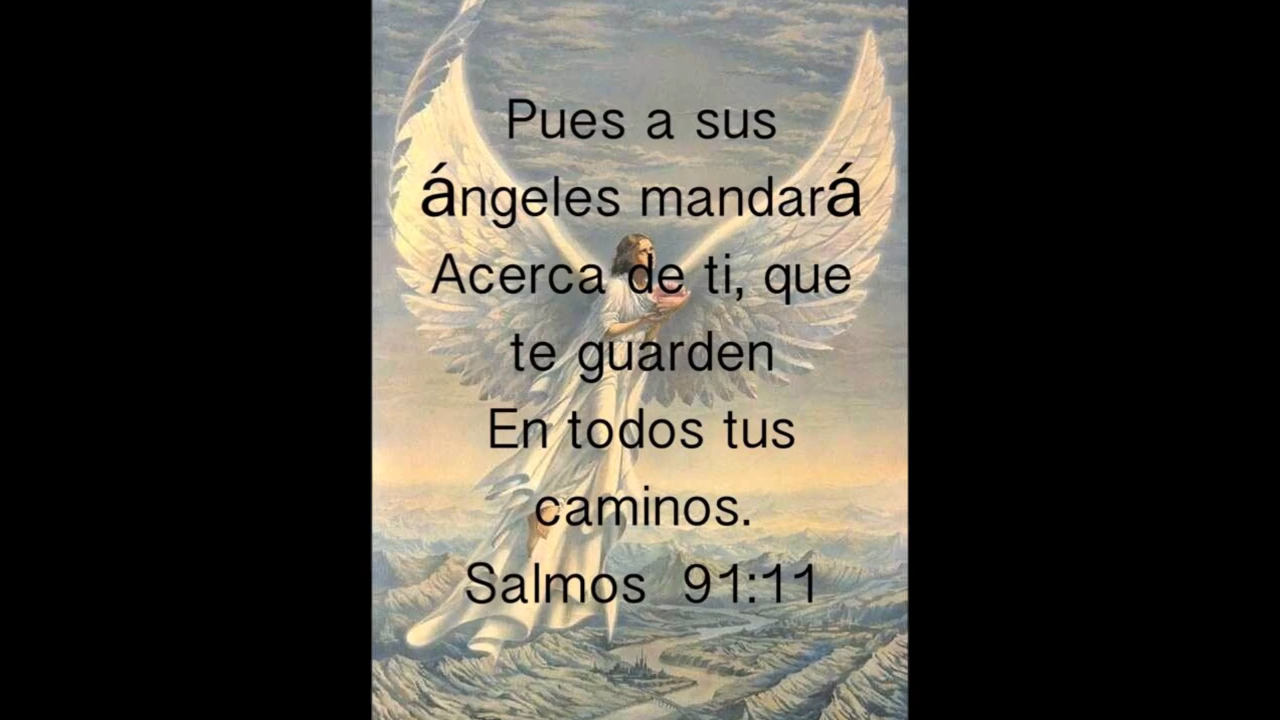 Pues a sus
ángeles mandará
Acerca de ti, que
te guarden
En todos tus
caminos.
Salmos  91:11